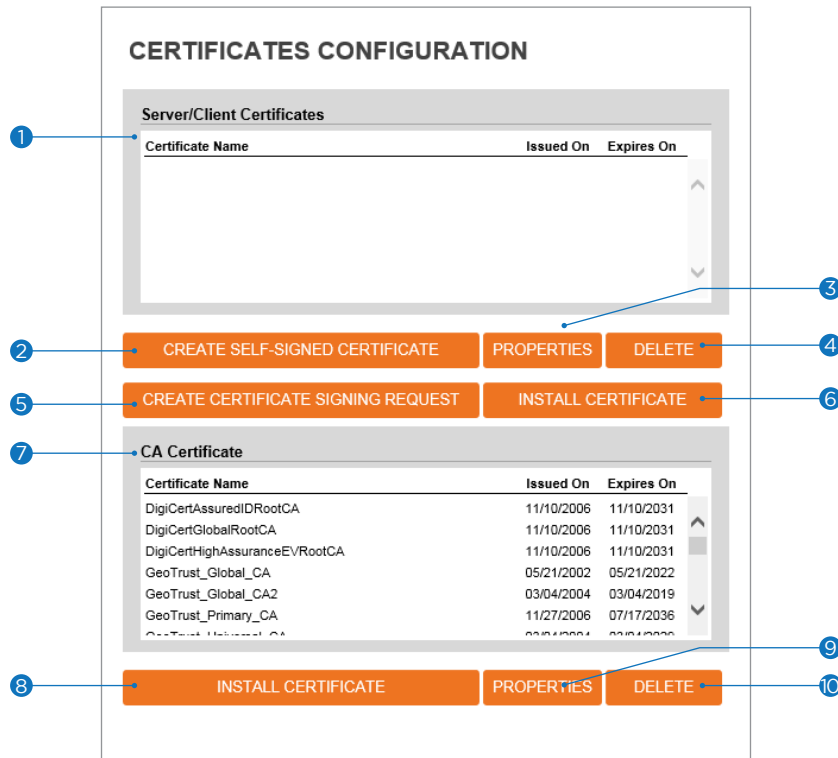 CERTIFICATES CONFIGURATION
Server/Client Certificates
1
Certificate Name Issued On Expires On
3
2 CREATE SELF-SIGNED CERTIFICATE PROPERTIES DELETE 4
5 CREATE CERTIFICATE SIGNING REQUEST INSTALL CERTIFICATE 6
7 CA Certificate
Certificate Name Issued On Expires On
DigiCertAssuredIDRootCA 11/10/2006 11/10/2031
DigiCertGlobalRootCA 11/10/2006 11/10/2031
DigiCertHighAssuranceEVRootCA 11/10/2006 11/10/2031
GeoTrust_Global_CA 05/21/2002 05/21/2022
GeoTrust_Global_CA2 03/04/2004 03/04/2019
GeoTrust_Primary_CA 11/27/2006 07/17/2036
9
8 INSTALL CERTIFICATE PROPERTIES DELETE 10